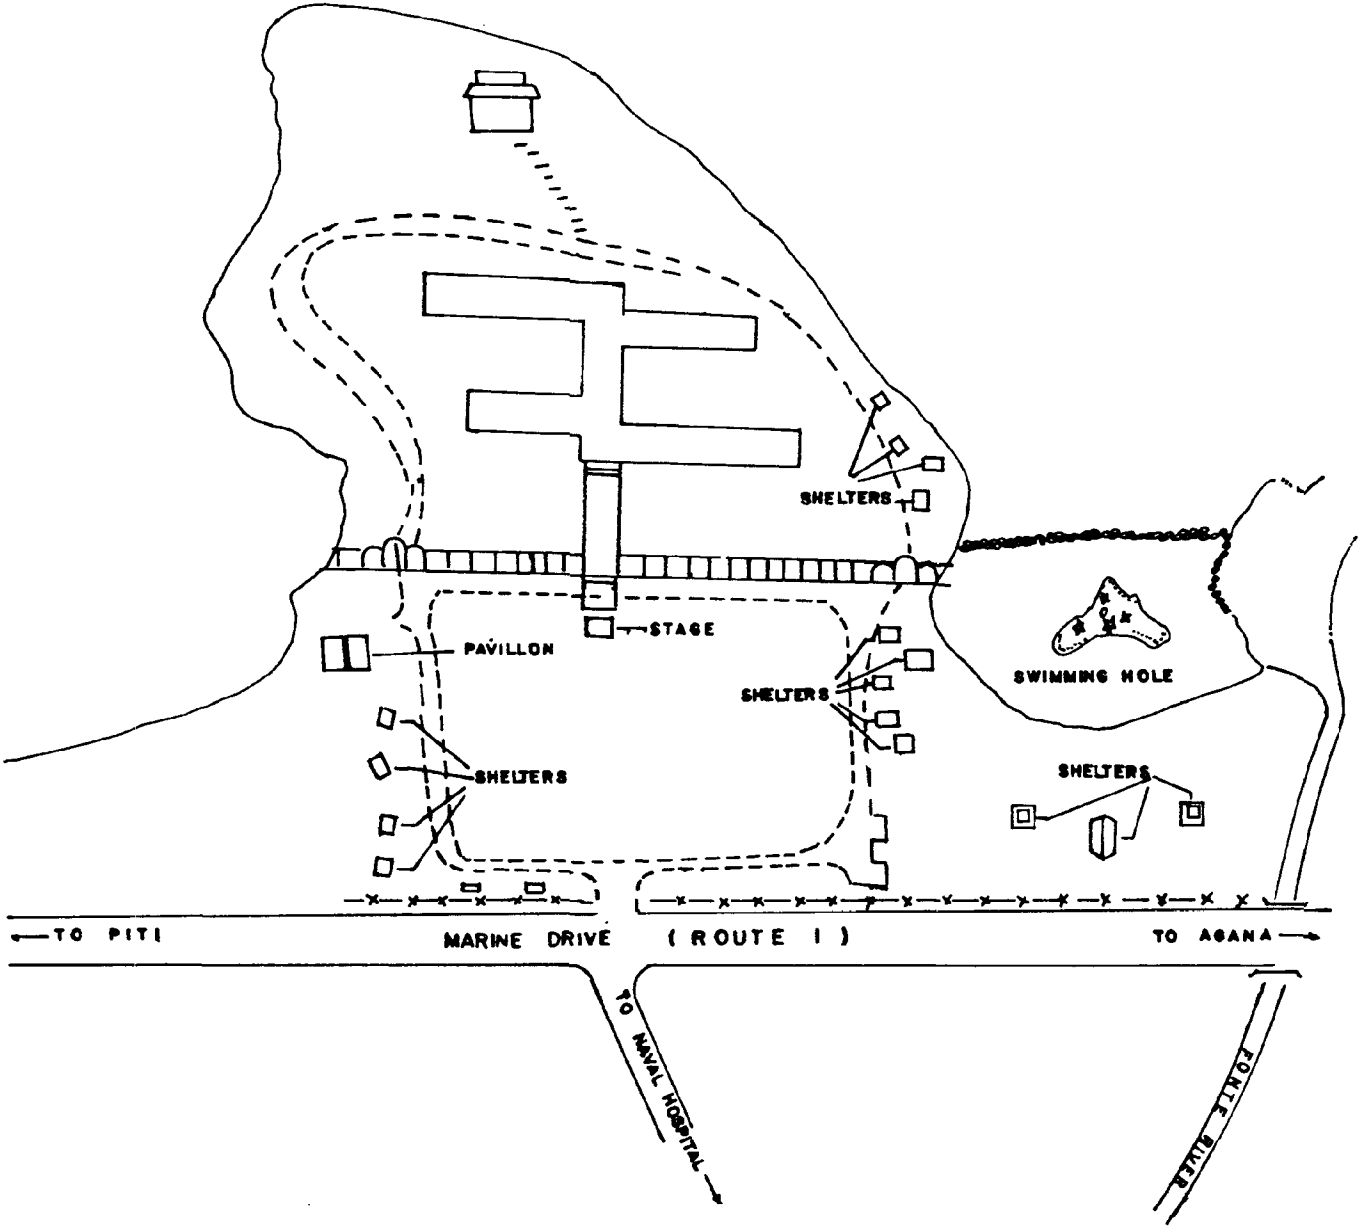 SHELTERS
STAGE
PAVILLON
SWIMMING HOLE
SHELTERS
SHELTERS
SHELTERS
TO PITI
MARINE DRIVE (ROUTE 1)
TO AGANA
TO NAVAL HOSPITAL
FONTE RIVER